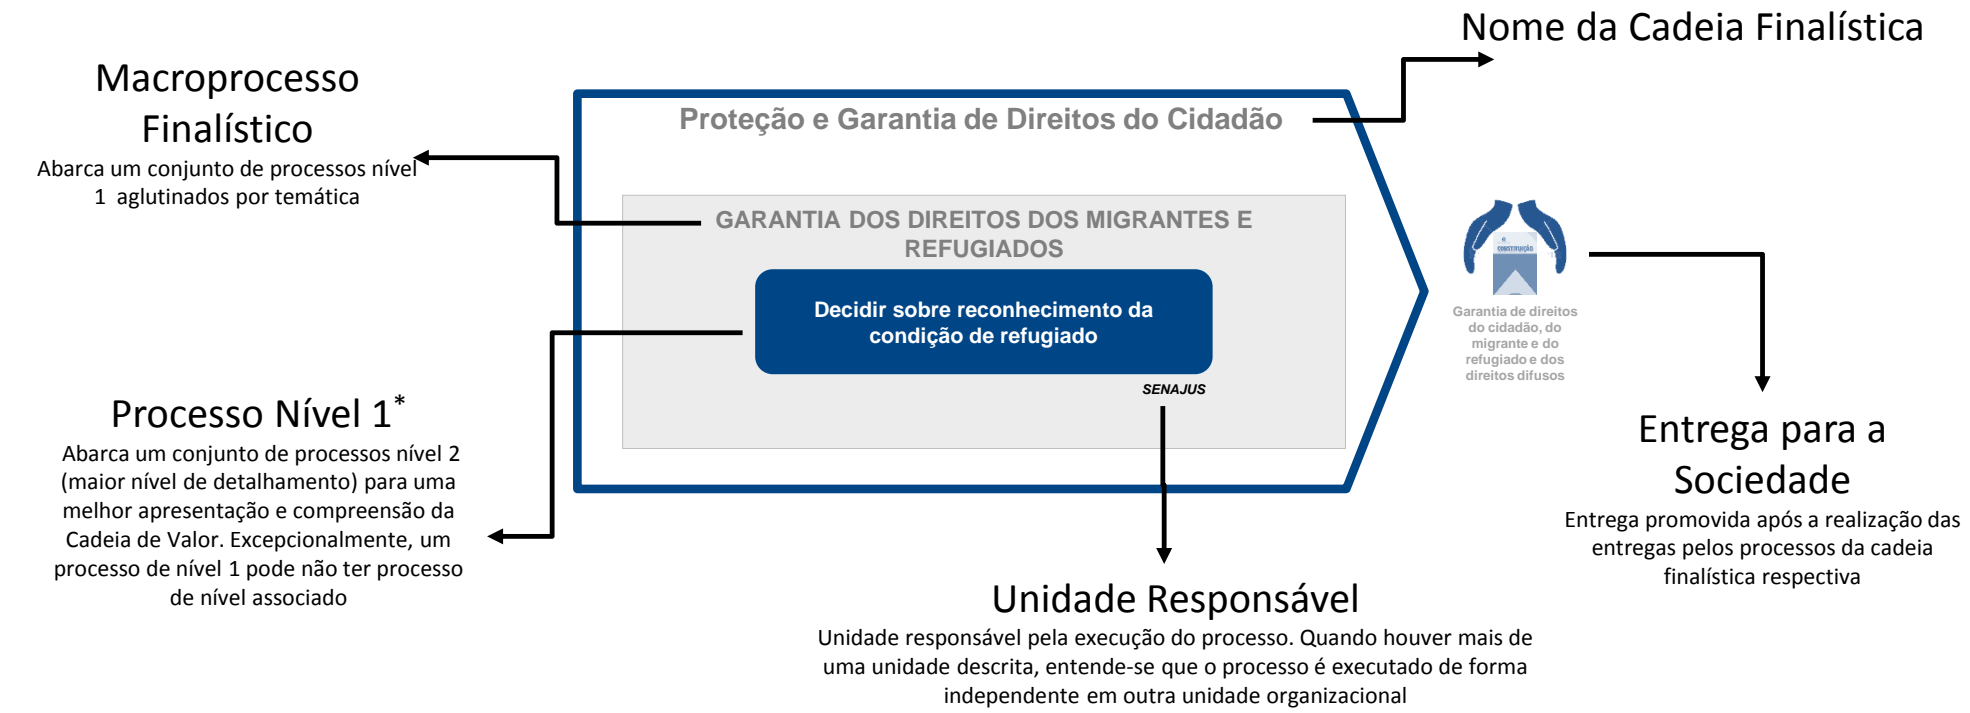 Nome da Cadeia Finalística
Macroprocesso
Finalístico
Abarca um conjunto de processos nível
1 aglutinados por temática
Proteção e Garantia de Direitos do Cidadão
GARANTIA DOS DIREITOS DOS MIGRANTES E
REFUGIADOS
Decidir sobre reconhecimento da
condição de refugiado
SENAJUS
CONSTITUIÇÃO
Garantia de direitos
do cidadão, do
migrante e do
refugiado e dos
direitos difusos
Processo Nível 1*
Abarca um conjunto de processos nível 2
(maior nível de detalhamento) para uma
melhor apresentação e compreensão da
Cadeia de Valor. Excepcionalmente, um
processo de nível 1 pode não ter processo
de nível associado
Entrega para a
Sociedade
Entrega promovida após a realização das
entregas pelos processos da cadeia
finalística respectiva
Unidade Responsável
Unidade responsável pela execução do processo. Quando houver mais de
uma unidade descrita, entende-se que o processo é executado de forma
independente em outra unidade organizacional